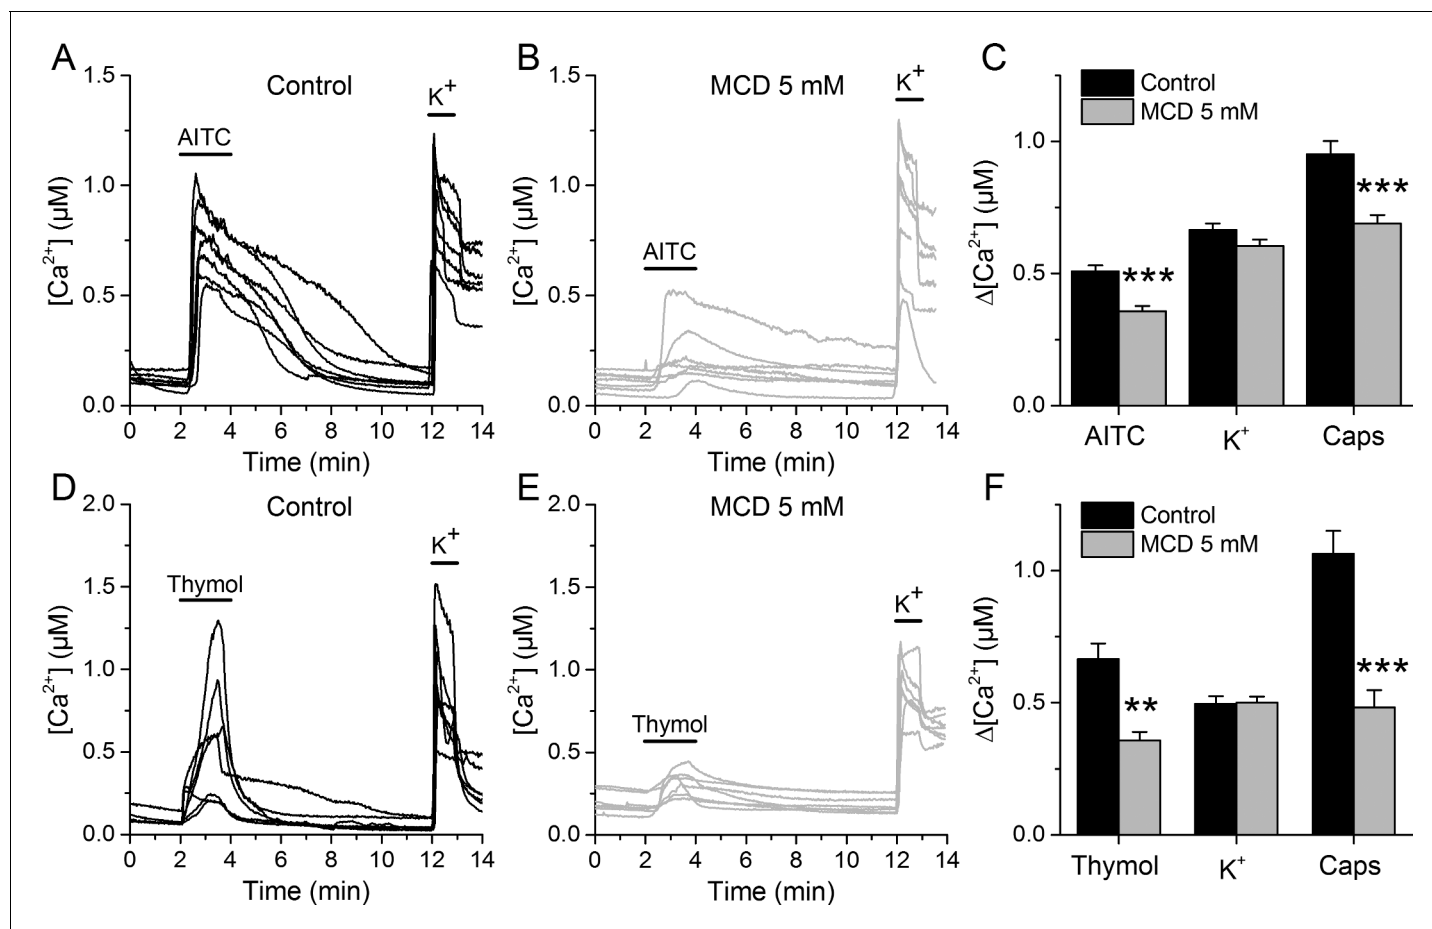 A
Control
AITC
K+
[Ca2+] (µM)
1.5
1.0
0.5
0.0
0 2 4 6 8 10 12 14
Time (min)
B
MCD 5 mM
AITC
K+
[Ca2+] (µM)
1.5
1.0
0.5
0.0
0 2 4 6 8 10 12 14
Time (min)
C
Control
MCD 5 mM
Δ[Ca2+] (µM)
1.0
0.5
0.0
***
***
AITC K+ Caps
D
Control
Thymol
K+
[Ca2+] (µM)
2.0
1.5
1.0
0.5
0.0
0 2 4 6 8 10 12 14
Time (min)
E
MCD 5 mM
Thymol
K+
[Ca2+] (µM)
2.0
1.5
1.0
0.5
0.0
0 2 4 6 8 10 12 14
Time (min)
F
Control
MCD 5 mM
Δ[Ca2+] (µM)
1.0
0.5
0.0
**
***
Thymol K+ Caps